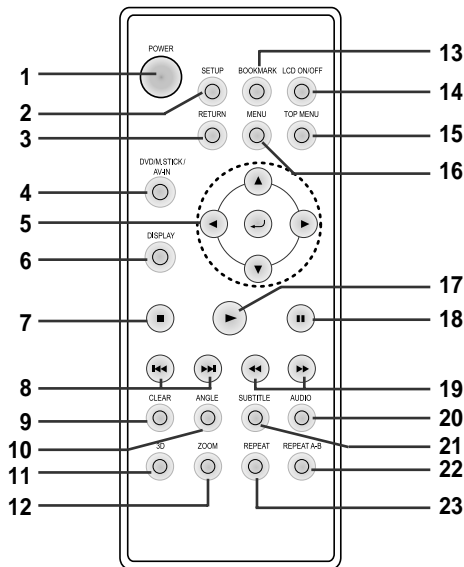 POWER
13
1
SETUP
BOOKMARK
LCD ON/OFF
2
14
RETURN
MENU
TOP MENU
3
15
16
DVD/M,STICK/
AV-IN
4
5
DISPLAY
6
17
7
18
8
19
CLEAR
ANGLE
SUBTITLE
AUDIO
9
20
10
21
3D
ZOOM
REPEAT
REPEAT A-B
11
22
12
23